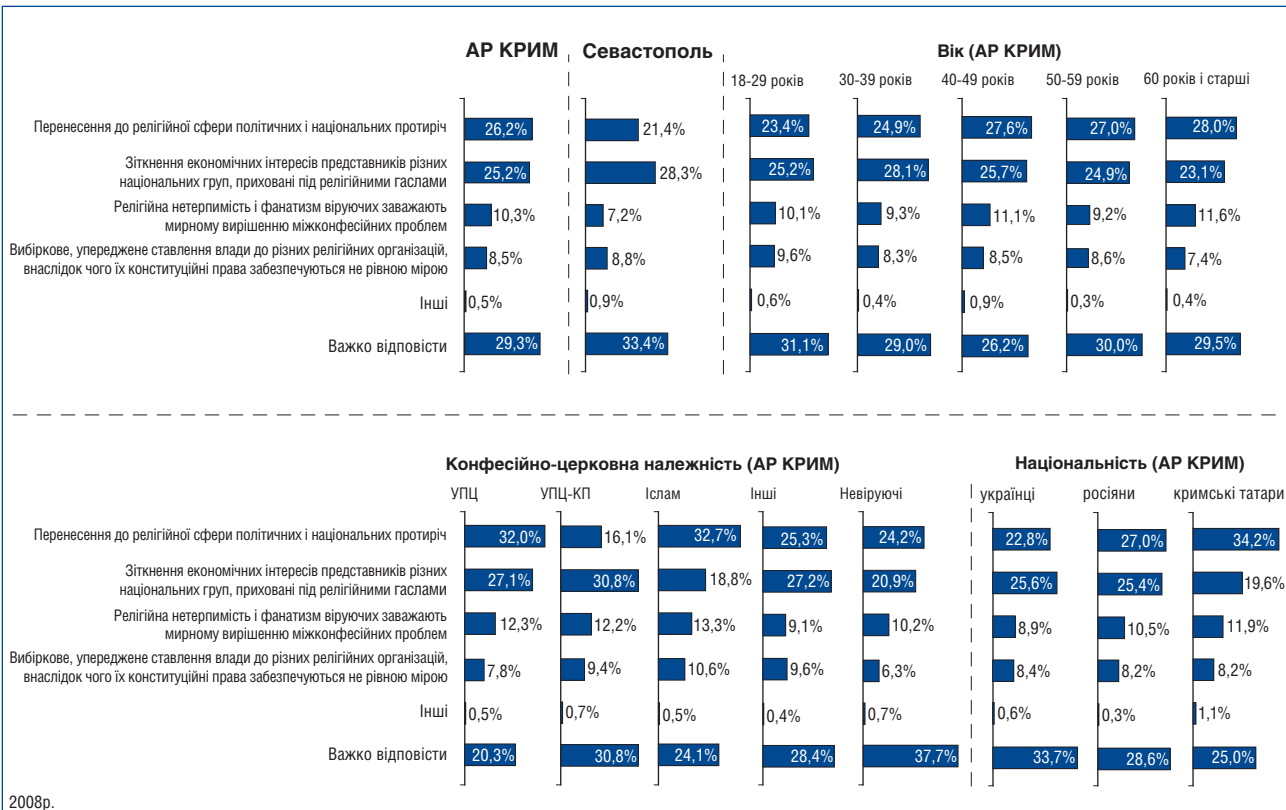 АР КРИМ Севастополь Вік (АР КРИМ)
18-29 років 30-39 років 40-49 років 50-59 років 60 років і старші
Перенесення до релігійної сфери політичних і національних протиріч 26,2% 21,4% 23,4% 24,9% 27,6% 27,0% 28,0%
Зіткнення економічних інтересів представників різних
національних груп, приховані під релігійними гаслами 25,2% 28,3% 25,2% 28,1% 25,7% 24,9% 23,1%
Релігійна нетерпимість і фанатизм віруючих заважають
мирному вирішенню міжконфесійних проблем 10,3% 7,2% 10,1% 9,3% 11,1% 9,2% 11,6%
Вибіркове, упереджене ставлення влади до різних релігійних організацій,
внаслідок чого їх конституційні права забезпечуються не рівною мірою 8,5% 8,8% 9,6% 8,3% 8,5% 8,6% 7,4%
Інші 0,5% 0,9% 0,6% 0,4% 0,9% 0,3% 0,4%
Важко відповісти 29,3% 33,4% 31,1% 29,0% 26,2% 30,0% 29,5%
Конфесійно-церковна належність (АР КРИМ) Національність (АР КРИМ)
УПЦ УПЦ-КП Іслам Інші Невіруючі українці росіяни кримські татари
Перенесення до релігійної сфери політичних і національних протиріч 32,0% 16,1% 32,7% 25,3% 24,2% 22,8% 27,0% 34,2%
Зіткнення економічних інтересів представників різних
національних груп, приховані під релігійними гаслами 27,1% 30,8% 18,8% 27,2% 20,9% 25,6% 25,4% 19,6%
Релігійна нетерпимість і фанатизм віруючих заважають
мирному вирішенню міжконфесійних проблем 12,3% 12,2% 13,3% 9,1% 10,2% 8,9% 10,5% 11,9%
Вибіркове, упереджене ставлення влади до різних релігійних організацій,
внаслідок чого їх конституційні права забезпечуються не рівною мірою 7,8% 9,4% 10,6% 9,6% 6,3% 8,4% 8,2% 8,2%
Інші 0,5% 0,7% 0,5% 0,4% 0,7% 0,6% 0,3% 1,1%
Важко відповісти 20,3% 30,8% 24,1% 28,4% 37,7% 33,7% 28,6% 25,0%
2008р.